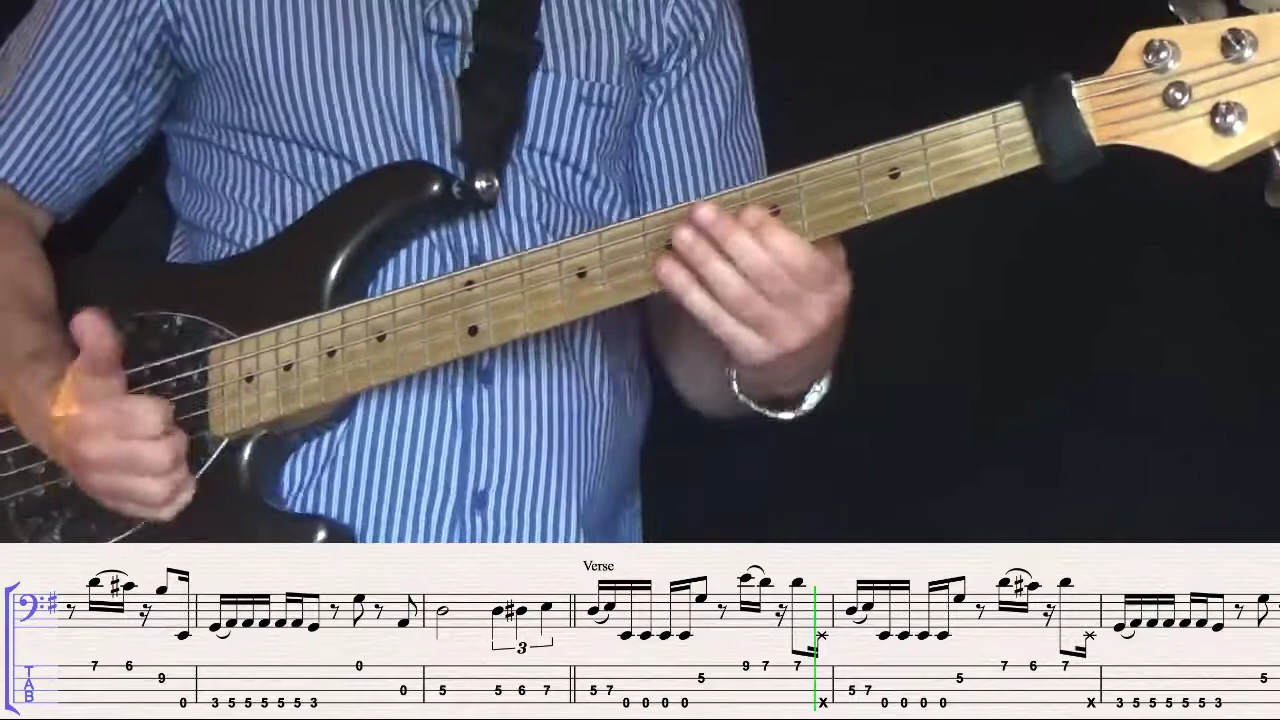 Verse
3
7 6 0 9 7 7 7 6 7
9 5 5 5
0 5 5 6 7 5 7 5 7
0 3 5 5 5 5 5 3 0 0 0 0 X 0 0 0 0 X 3 5 5 5 5 5 3
T
A
B